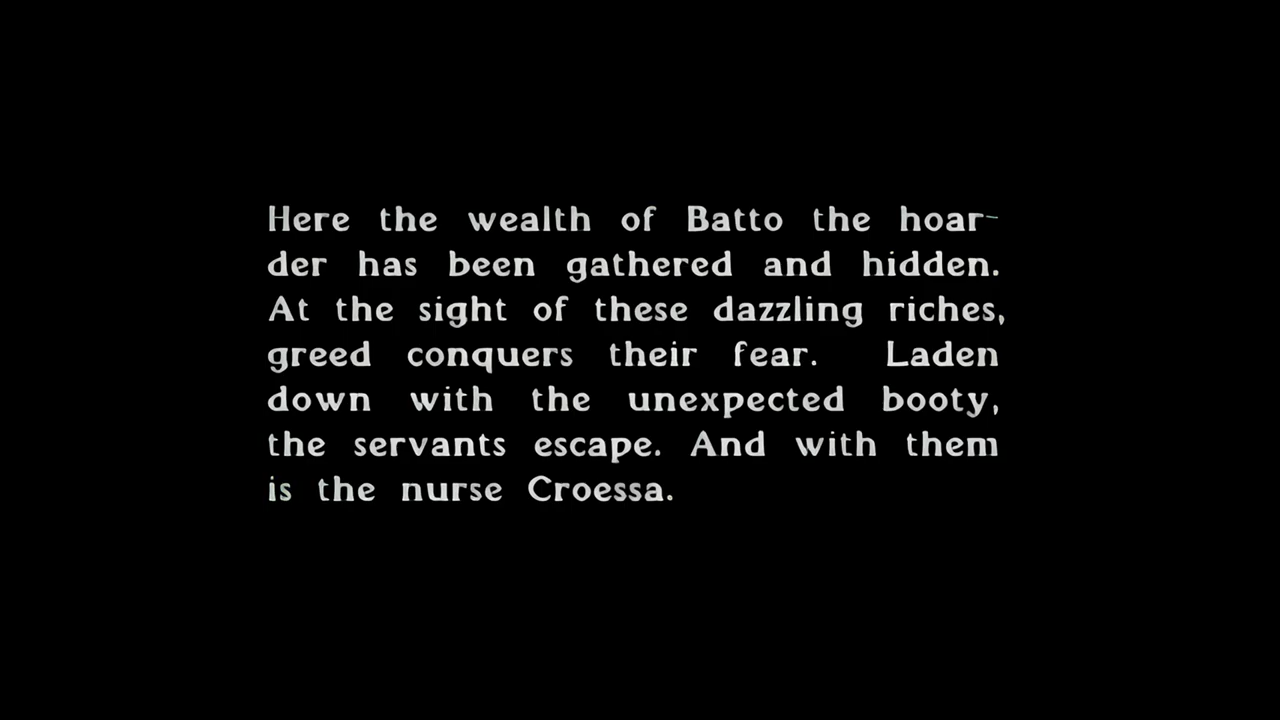 Here the wealth of Batto the hoar-
der has been gathered and hidden.
At the sight of these dazzling riches,
greed conquers their fear. Laden
down with the unexpected booty,
the servants escape. And with them
is the nurse Croessa.